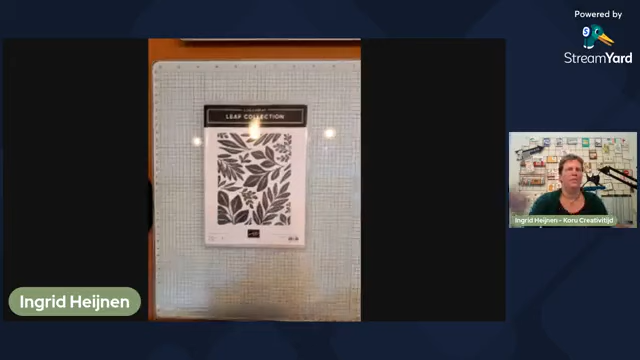 Powered by
StreamYard
LEAF COLLECTION
Ingrid Heijnen - Koru Creativitijd
Ingrid Heijnen